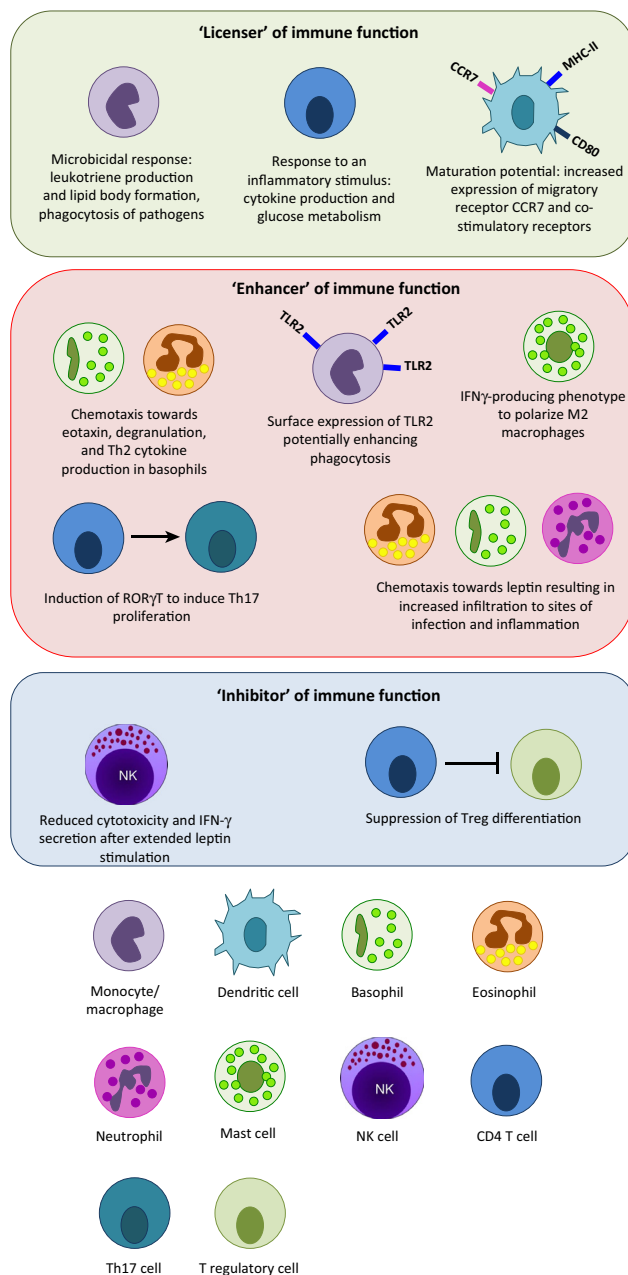 'Licenser' of immune function
CCR7
MHC-II
CD80
Microbicidal response:
leukotriene production
and lipid body formation,
phagocytosis of pathogens
Response to an
inflammatory stimulus:
cytokine production and
glucose metabolism
Maturation potential: increased
expression of migratory
receptor CCR7 and co-
stimulatory receptors
'Enhancer' of immune function
TLR2
TLR2
TLR2
Chemotaxis towards
eotaxin, degranulation,
and Th2 cytokine
production in basophils
Surface expression of TLR2
potentially enhancing
phagocytosis
IFNγ-producing phenotype
to polarize M2
macrophages
Induction of RORγT to induce Th17
proliferation
Chemotaxis towards leptin resulting in
increased infiltration to sites of
infection and inflammation
'Inhibitor' of immune function
NK
Reduced cytotoxicity and IFN-γ
secretion after extended leptin
stimulation
Suppression of Treg differentiation
Monocyte/
macrophage
Dendritic cell
Basophil
Eosinophil
Neutrophil
Mast cell
NK
NK cell
CD4 T cell
Th17 cell
T regulatory cell